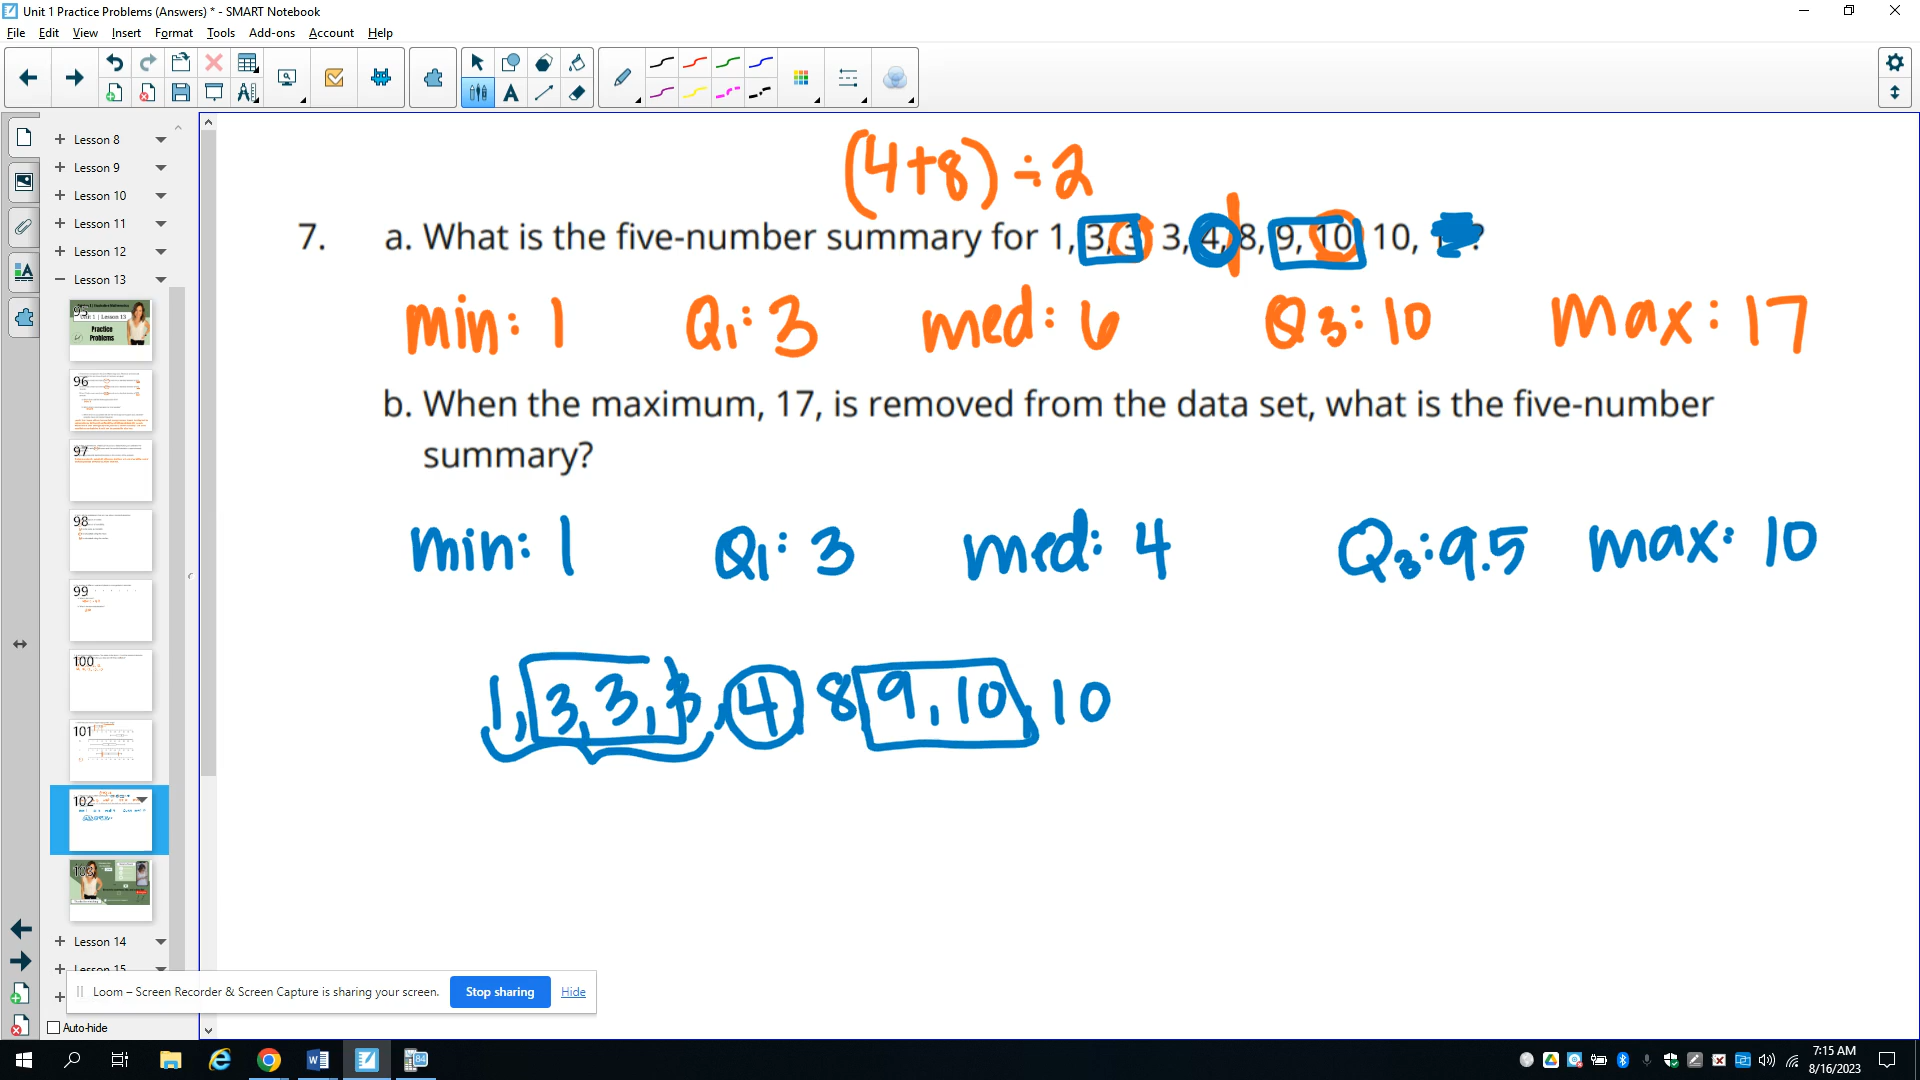 Unit 1 Practice Problems (Answers) * - SMART Notebook
File Edit View Insert Format Tools Add-ons Account Help
Lesson 8
Lesson 9
Lesson 10
Lesson 11
Lesson 12
Lesson 13
Practice
Problems
96
97
98
99
100
101
102
Lesson 14
Lesson 15
Auto-hide
(4+8) ÷ 2
7. a. What is the five-number summary for 1, 3, 3, 3, 4, 8, 9, 10, 10, ?
min: 1 Q1: 3 med: 6 Q3: 10 max: 17
b. When the maximum, 17, is removed from the data set, what is the five-number
summary?
min: 1 Q1: 3 med: 4 Q3: 9.5 max: 10
1, 3, 3, 3, 4 8 9, 10, 10
Loom – Screen Recorder & Screen Capture is sharing your screen. Stop sharing Hide
7:15 AM
8/16/2023